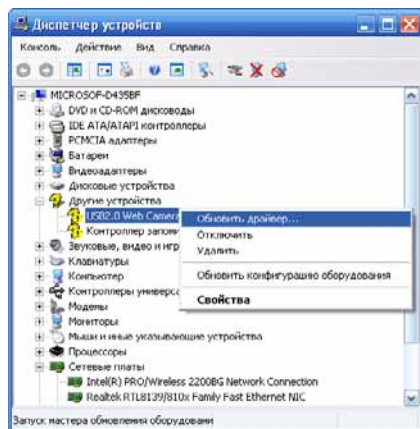 Диспетчер устройств
Консоль Действие Вид Справка
MICROSOF-D435BF
DVD и CD-ROM дисководы
IDE ATA/ATAPI контроллеры
PCMCIA адаптеры
Батареи
Видеоадаптеры
Дисковые устройства
Другие устройства
USB2.0 Web Camera
Обновить драйвер...
Контроллер запоми
Отключить
Звуковые, видео и игр
Удалить
Клавиатуры
Компьютер
Обновить конфигурацию оборудования
Контроллеры универса
Модемы
Свойства
Мониторы
Мыши и иные указывающие устройства
Процессоры
Сетевые платы
Intel(R) PRO/Wireless 2200BG Network Connection
Realtek RTL8139/810x Family Fast Ethernet NIC
Запуск мастера обновления оборудовани